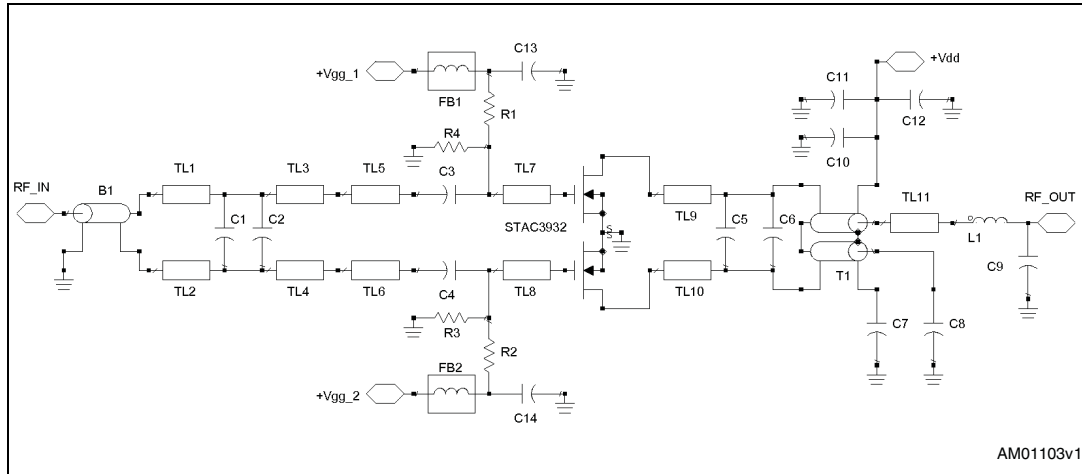 C13
+Vgg_1
+Vdd
FB1
C11
R1
C12
R4
C10
TL1
TL3
TL5
C3
TL7
RF_IN
B1
TL11
RF_OUT
C1
C2
STAC3932
S
S
TL9
C5
C6
L1
TL2
TL4
TL6
C4
TL8
TL10
T1
C9
R3
C7
C8
R2
FB2
+Vgg_2
C14
AM01103v1